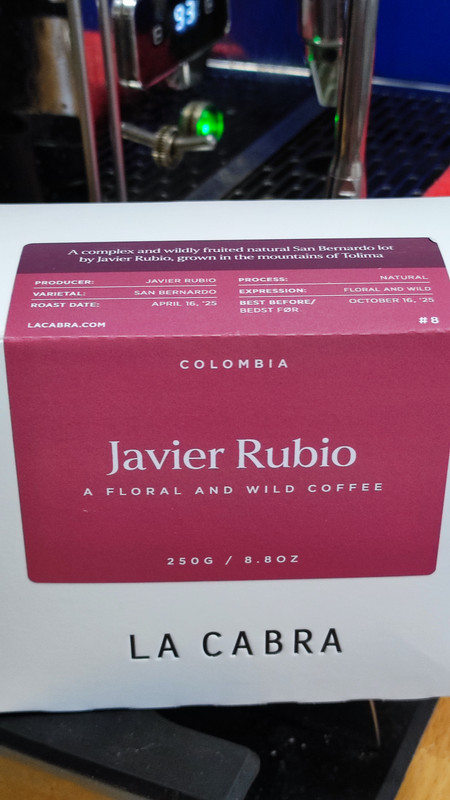 93
A complex and wildly fruited natural San Bernardo lot
by Javier Rubio, grown in the mountains of Tolima
PRODUCER: JAVIER RUBIO
VARIETAL: SAN BERNARDO
ROAST DATE: APRIL 16, '25
LACABRA.COM
PROCESS: NATURAL
EXPRESSION: FLORAL AND WILD
BEST BEFORE/ OCTOBER 16, '25
BEDST FØR
#8
COLOMBIA
Javier Rubio
A FLORAL AND WILD COFFEE
250G / 8.8OZ
LA CABRA